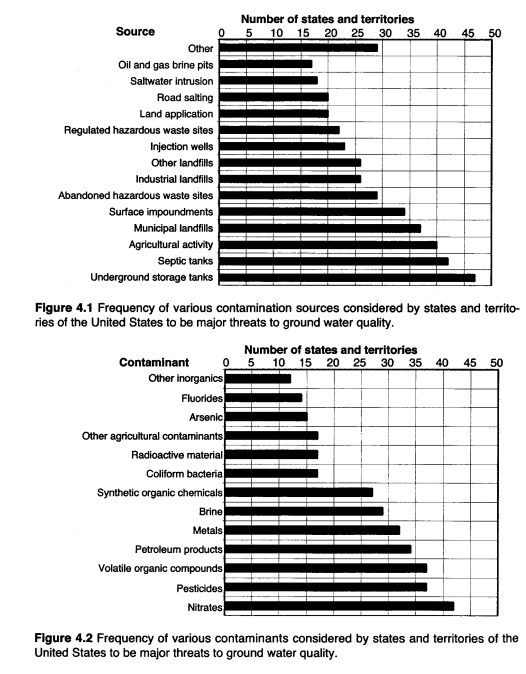 Number of states and territories
Source 0 5 10 15 20 25 30 35 40 45 50
Other
Oil and gas brine pits
Saltwater intrusion
Road salting
Land application
Regulated hazardous waste sites
Injection wells
Other landfills
Industrial landfills
Abandoned hazardous waste sites
Surface impoundments
Municipal landfills
Agricultural activity
Septic tanks
Underground storage tanks
Figure 4.1 Frequency of various contamination sources considered by states and territo-
ries of the United States to be major threats to ground water quality.
Number of states and territories
Contaminant 0 5 10 15 20 25 30 35 40 45 50
Other inorganics
Fluorides
Arsenic
Other agricultural contaminants
Radioactive material
Coliform bacteria
Synthetic organic chemicals
Brine
Metals
Petroleum products
Volatile organic compounds
Pesticides
Nitrates
Figure 4.2 Frequency of various contaminants considered by states and territories of the
United States to be major threats to ground water quality.